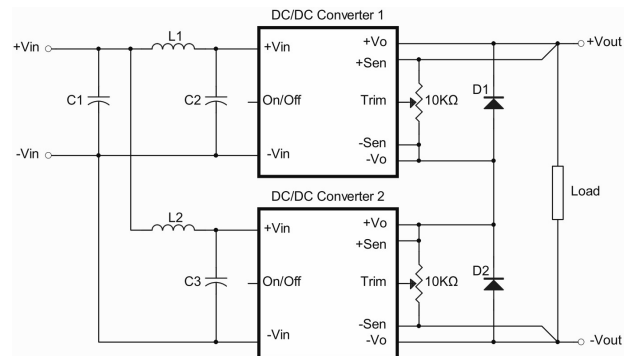 DC/DC Converter 1
+Vin
L1
+Vin
+Vo
+Vout
+Sen
C1
C2
On/Off
Trim
10KΩ
D1
-Sen
-Vin
-Vin
-Vo
Load
DC/DC Converter 2
L2
+Vin
+Vo
+Sen
C3
On/Off
Trim
10KΩ
D2
-Sen
-Vin
-Vo
-Vout